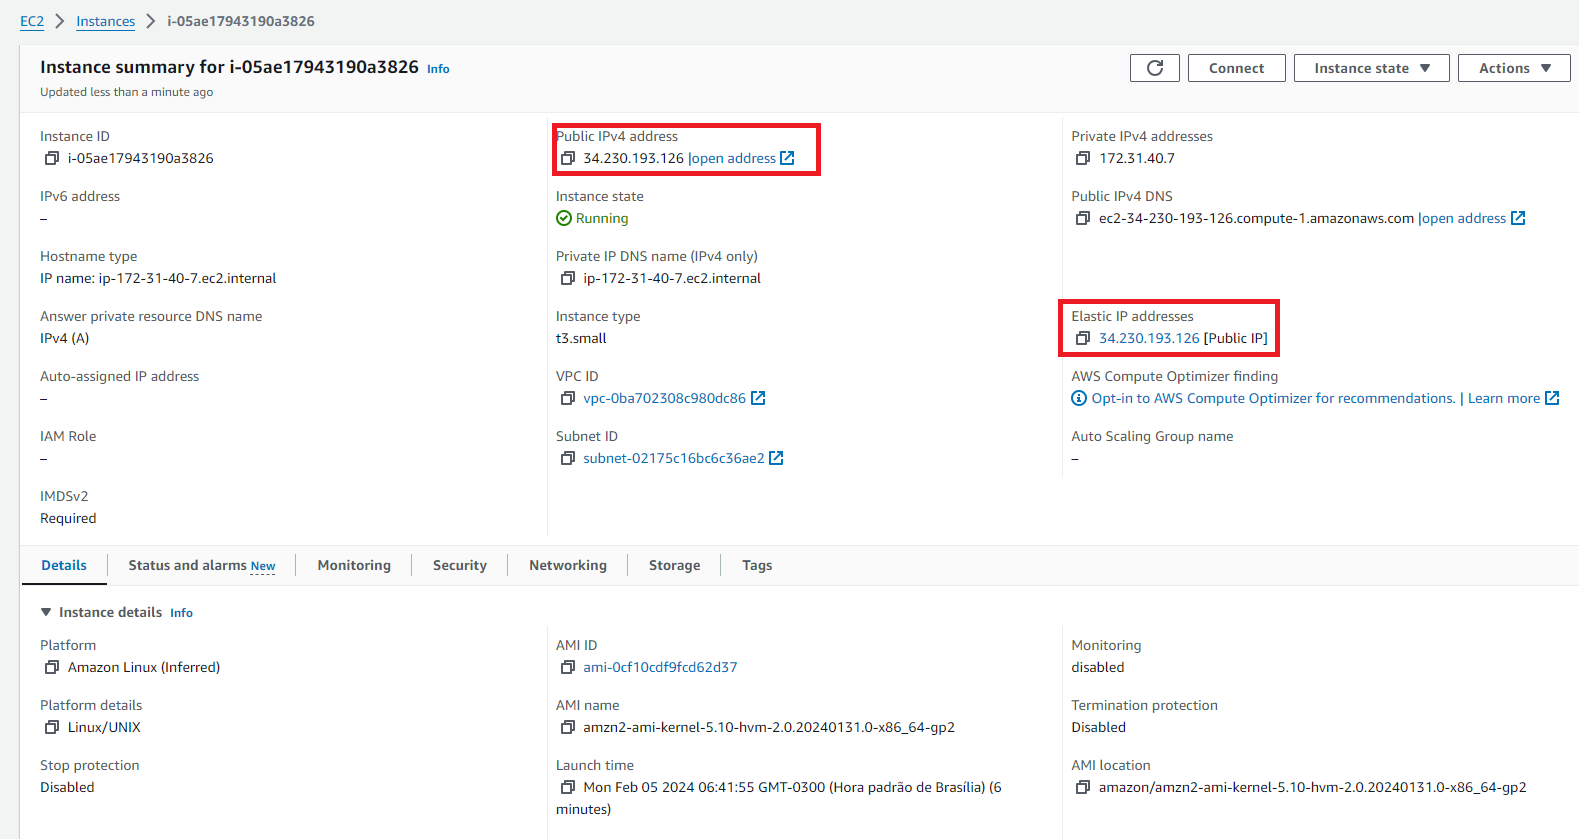 EC2 > Instances > i-05ae17943190a3826
Instance summary for i-05ae17943190a3826 Info
Updated less than a minute ago
Connect
Instance state
Actions
Instance ID
i-05ae17943190a3826
Public IPv4 address
34.230.193.126 |open address
Private IPv4 addresses
172.31.40.7
IPv6 address
–
Instance state
Running
Public IPv4 DNS
ec2-34-230-193-126.compute-1.amazonaws.com |open address
Hostname type
IP name: ip-172-31-40-7.ec2.internal
Private IP DNS name (IPv4 only)
ip-172-31-40-7.ec2.internal
Answer private resource DNS name
IPv4 (A)
Instance type
t3.small
Elastic IP addresses
34.230.193.126 [Public IP]
Auto-assigned IP address
–
VPC ID
vpc-0ba702308c980dc86
AWS Compute Optimizer finding
Opt-in to AWS Compute Optimizer for recommendations. | Learn more
IAM Role
–
Subnet ID
subnet-02175c16bc6c36ae2
Auto Scaling Group name
–
IMDSv2
Required
Details
Status and alarms New
Monitoring
Security
Networking
Storage
Tags
Instance details Info
Platform
Amazon Linux (Inferred)
AMI ID
ami-0cf10cdf9fcd62d37
Monitoring
disabled
Platform details
Linux/UNIX
AMI name
amzn2-ami-kernel-5.10-hvm-2.0.20240131.0-x86_64-gp2
Termination protection
Disabled
Stop protection
Disabled
Launch time
Mon Feb 05 2024 06:41:55 GMT-0300 (Hora padrão de Brasília) (6
minutes)
AMI location
amazon/amzn2-ami-kernel-5.10-hvm-2.0.20240131.0-x86_64-gp2